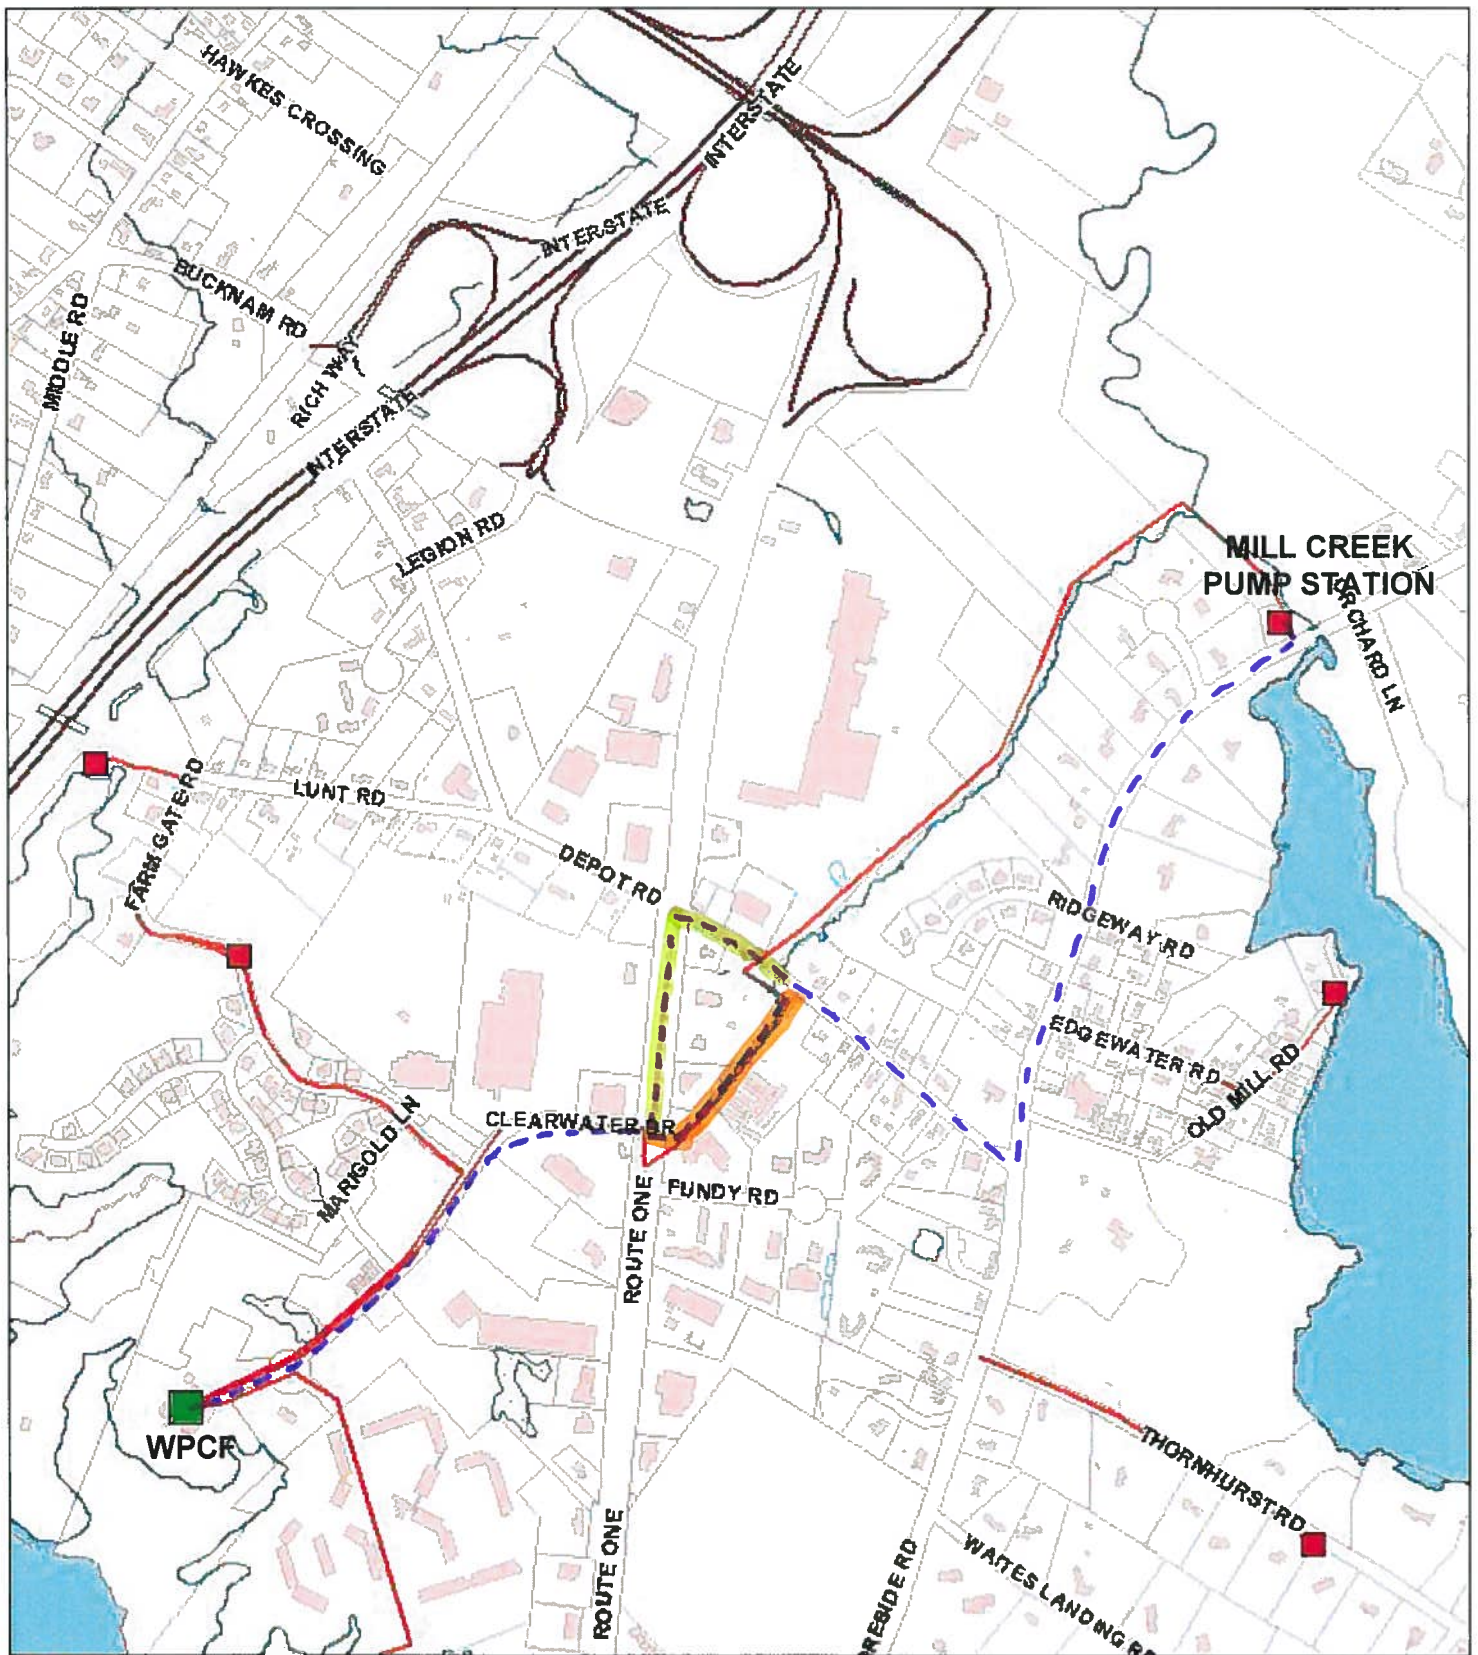 HAWKES CROSSING
INTERSTATE
INTERSTATE
BUCKNAM RD
MIDDLE RD
RICH WAY
INTERSTATE
LEGION RD
MILL CREEK
PUMP STATION
ORCHARD LN
LUNT RD
FARM GATE RD
DEPOT RD
RIDGEWAY RD
EDGEWATER RD
OLD MILL RD
CLEARWATER DR
MARIGOLD LN
FUNDY RD
ROUTE ONE
WPCF
THORNHURST RD
ROUTE ONE
WAITES LANDING RD